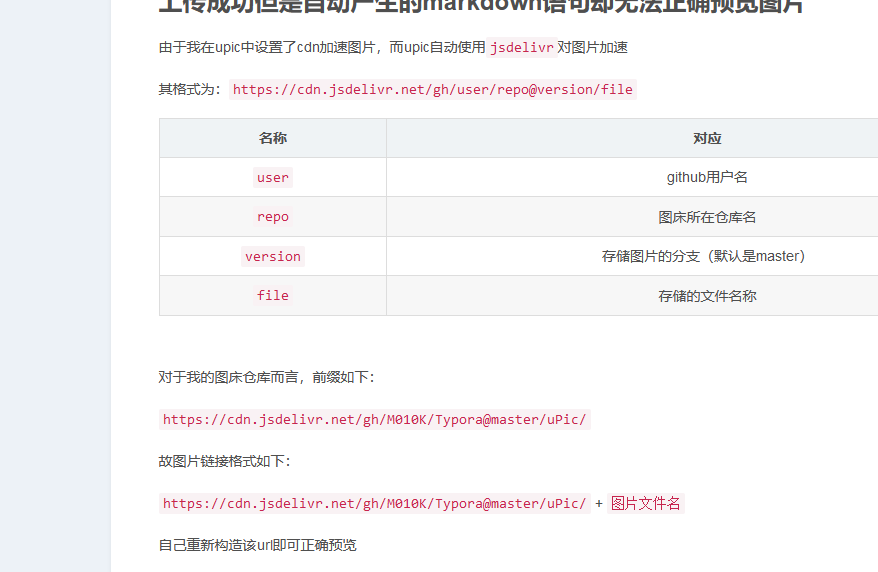 上传成功但是自动产生的markdown语句却无法正确预览图片
由于我在upic中设置了cdn加速图片，而upic自动使用 jsdelivr 对图片加速
其格式为： https://cdn.jsdelivr.net/gh/user/repo@version/file
名称 对应
user github用户名
repo 图床所在仓库名
version 存储图片的分支（默认是master）
file 存储的文件名称
对于我的图床仓库而言，前缀如下：
https://cdn.jsdelivr.net/gh/M010K/Typora@master/uPic/
故图片链接格式如下：
https://cdn.jsdelivr.net/gh/M010K/Typora@master/uPic/ + 图片文件名
自己重新构造该url即可正确预览